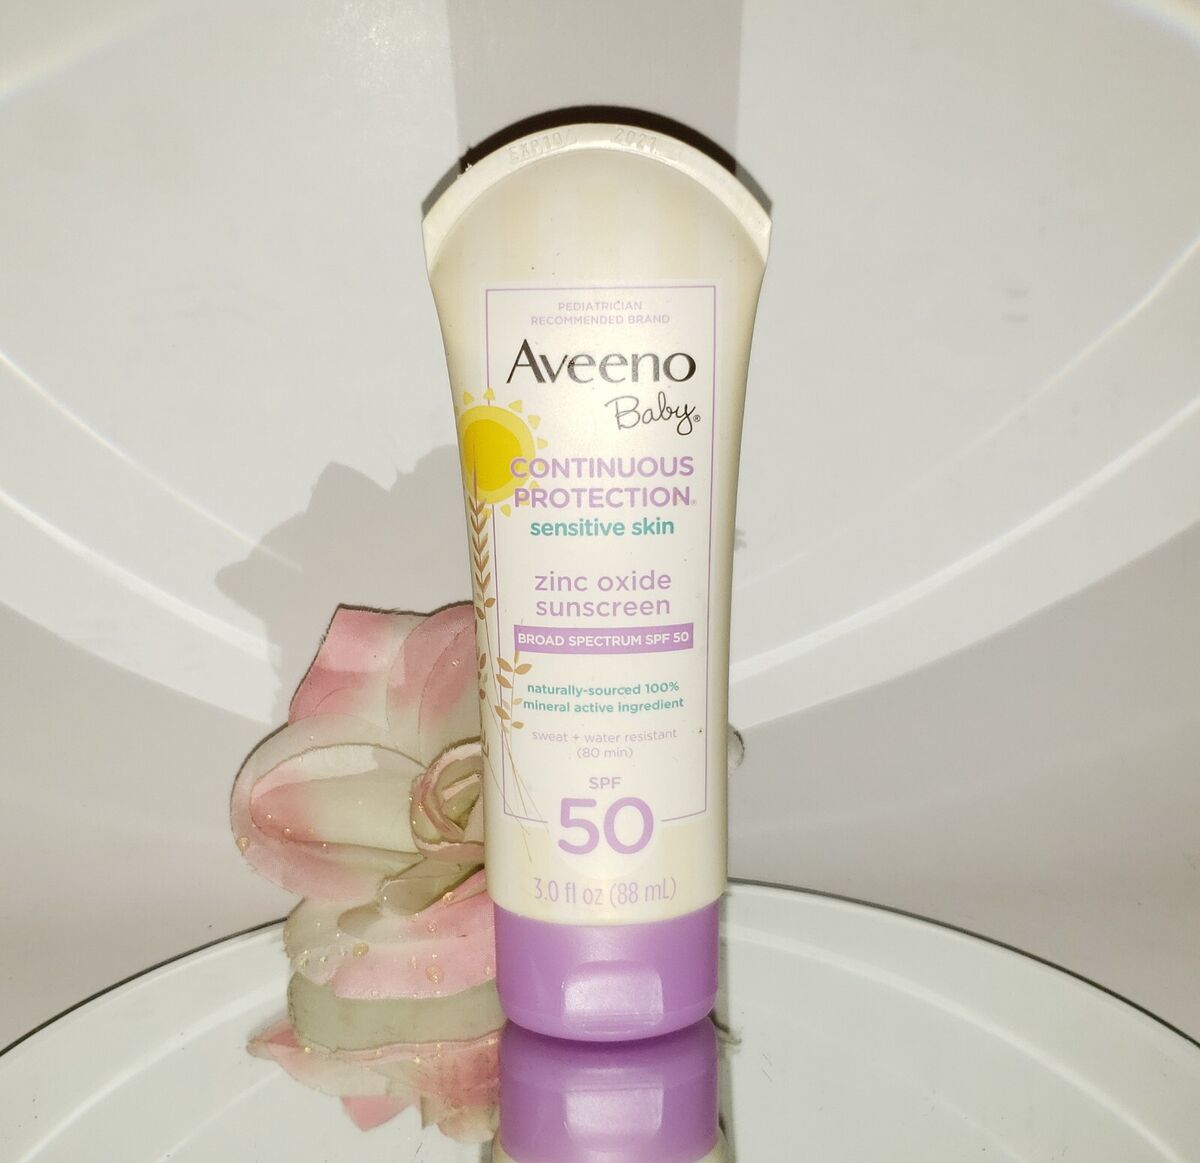 2021
PEDIATRICIAN
RECOMMENDED BRAND
Aveeno
Baby®
CONTINUOUS
PROTECTION®
sensitive skin
zinc oxide
sunscreen
BROAD SPECTRUM SPF 50
naturally-sourced 100%
mineral active ingredient
sweat + water resistant
(80 min)
SPF
50
3.0 fl oz (88 mL)